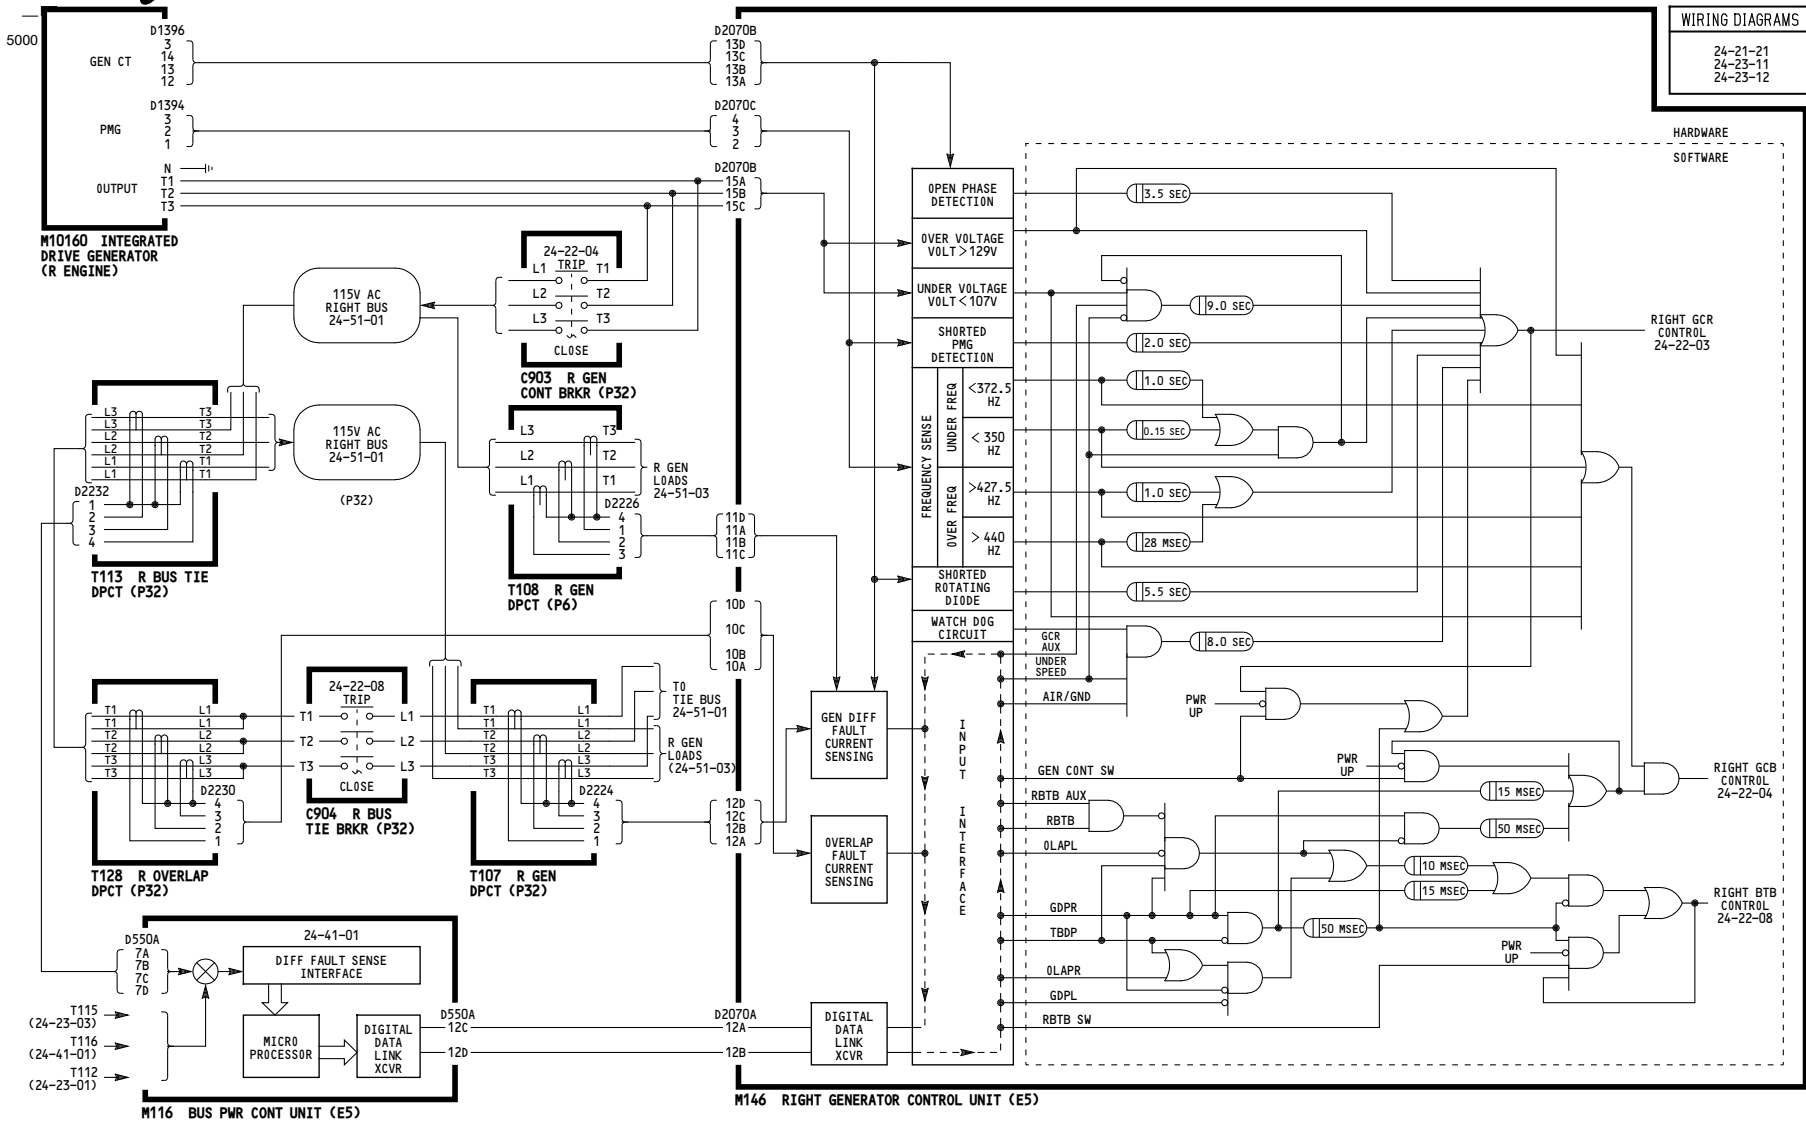 5000
D1396
GEN CT
3
14
13
12
D1394
PMG
3
2
1
OUTPUT
N
T1
T2
T3
M10160 INTEGRATED
DRIVE GENERATOR
(R ENGINE)
D2070B
13D
13C
13B
13A
D2070C
4
3
2
D2070B
15A
15B
15C
WIRING DIAGRAMS
24-21-21
24-23-11
24-23-12
HARDWARE
SOFTWARE
24-22-04
TRIP
L1 T1
L2 T2
L3 T3
CLOSE
C903 R GEN
CONT BRKR (P32)
115V AC
RIGHT BUS
24-51-01
115V AC
RIGHT BUS
24-51-01
(P32)
L3 T3
L3 T3
L2 T2
L2 T2
L1 T1
L1 T1
D2232
1
2
3
4
T113 R BUS TIE
DPCT (P32)
L3 T3
L2 T2
L1 T1
R GEN
LOADS
24-51-03
D2226
4
1
2
3
T108 R GEN
DPCT (P6)
11D
11A
11B
11C
10D
10C
10B
10A
T1 L1
T1 L1
T2 L2
T2 L2
T3 L3
T3 L3
D2230
4
3
2
1
T128 R OVERLAP
DPCT (P32)
24-22-08
TRIP
T1 L1
T2 L2
T3 L3
CLOSE
C904 R BUS
TIE BRKR (P32)
T1 L1
T1 L1
T2 L2
T2 L2
T3 L3
T3 L3
D2224
4
3
2
1
T107 R GEN
DPCT (P32)
TO
TIE BUS
24-51-01
R GEN
LOADS
(24-51-03)
12D
12C
12B
12A
D550A
7A
7B
7C
7D
T115
(24-23-03)
T116
(24-41-01)
T112
(24-23-01)
24-41-01
DIFF FAULT SENSE
INTERFACE
MICRO
PROCESSOR
DIGITAL
DATA
LINK
XCVR
M116 BUS PWR CONT UNIT (E5)
D550A
12C
12D
D2070A
12A
12B
DIGITAL
DATA
LINK
XCVR
GEN DIFF
FAULT
CURRENT
SENSING
OVERLAP
FAULT
CURRENT
SENSING
OPEN PHASE
DETECTION
OVER VOLTAGE
VOLT>129V
UNDER VOLTAGE
VOLT<107V
SHORTED
PMG
DETECTION
FREQUENCY SENSE
UNDER FREQ
<372.5
HZ
<350
HZ
OVER FREQ
>427.5
HZ
>440
HZ
SHORTED
ROTATING
DIODE
WATCH DOG
CIRCUIT
INPUT INTERFACE
3.5 SEC
9.0 SEC
2.0 SEC
1.0 SEC
0.15 SEC
1.0 SEC
28 MSEC
5.5 SEC
8.0 SEC
GCR
AUX
UNDER
SPEED
AIR/GND
PWR
UP
GEN CONT SW
PWR
UP
RBTB AUX
RBTB
OLAPL
15 MSEC
50 MSEC
10 MSEC
15 MSEC
GDPR
TBDP
50 MSEC
PWR
UP
OLAPR
GDPL
RBTB SW
RIGHT GCR
CONTROL
24-22-03
RIGHT GCB
CONTROL
24-22-04
RIGHT BTB
CONTROL
24-22-08
M146 RIGHT GENERATOR CONTROL UNIT (E5)